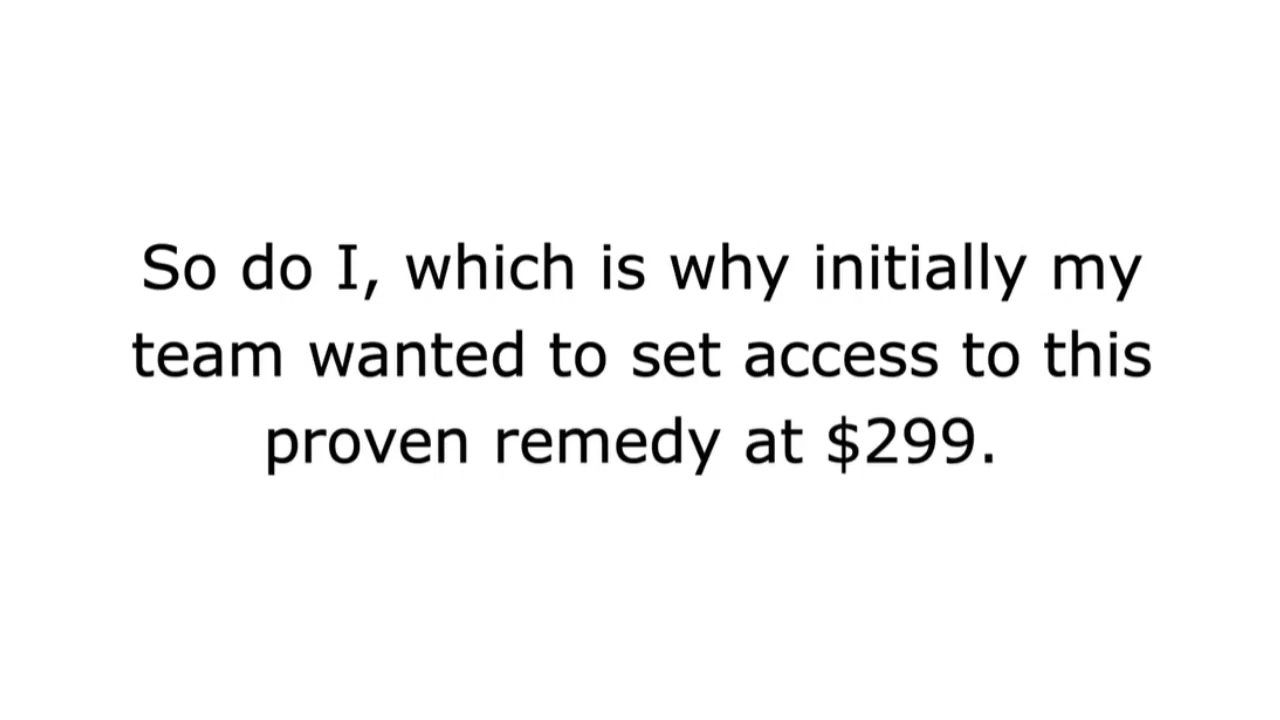 So do I, which is why initially my
team wanted to set access to this
proven remedy at $299.